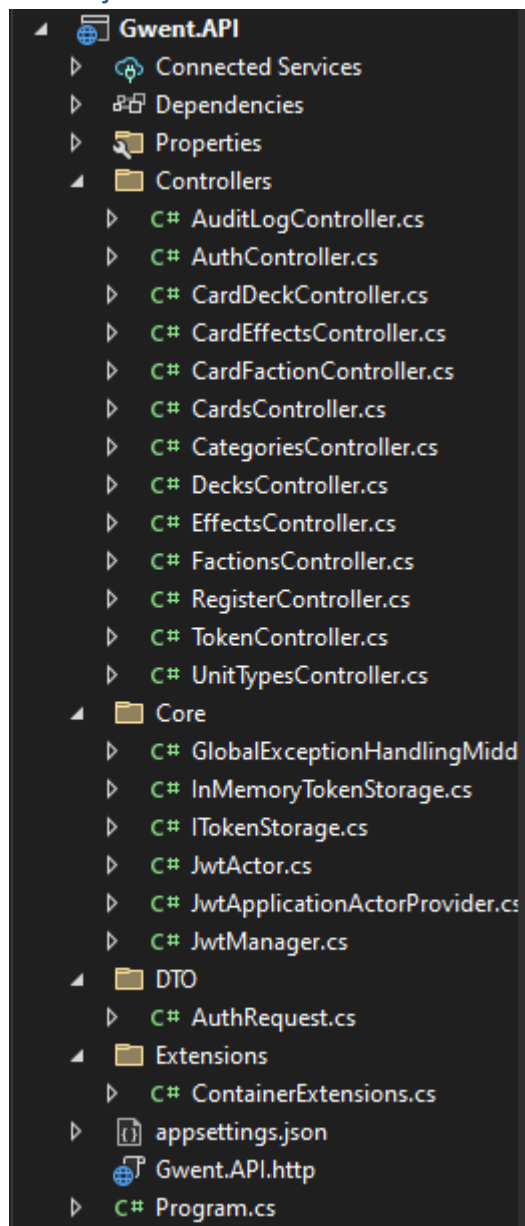 Gwent.API
Connected Services
Dependencies
Properties
Controllers
C# AuditLogController.cs
C# AuthController.cs
C# CardDeckController.cs
C# CardEffectsController.cs
C# CardFactionController.cs
C# CardsController.cs
C# CategoriesController.cs
C# DecksController.cs
C# EffectsController.cs
C# FactionsController.cs
C# RegisterController.cs
C# TokenController.cs
C# UnitTypesController.cs
Core
C# GlobalExceptionHandlingMidd
C# InMemoryTokenStorage.cs
C# ITokenStorage.cs
C# JwtActor.cs
C# JwtApplicationActorProvider.cs
C# JwtManager.cs
DTO
C# AuthRequest.cs
Extensions
C# ContainerExtensions.cs
appsettings.json
Gwent.API.http
C# Program.cs